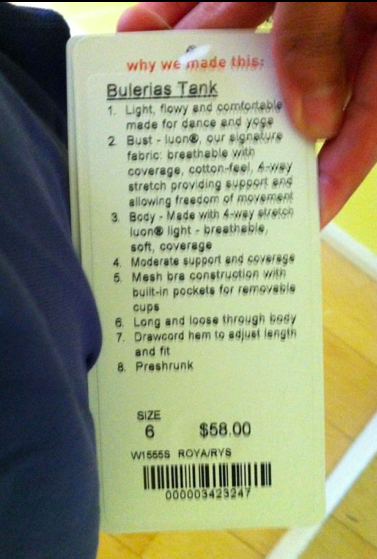 why we made this:
Bulerias Tank
1. Light, flowy and comfortable
made for dance and yoga
2. Bust - luon®, our signature
fabric: breathable with
coverage, cotton-feel, 4-way
stretch providing support and
allowing freedom of movement
3. Body - Made with 4-way stretch
luon® light - breathable,
soft, coverage
4. Moderate support and coverage
5. Mesh bra construction with
built-in pockets for removable
cups
6. Long and loose through body
7. Drawcord hem to adjust length
and fit
8. Preshrunk
SIZE
6 $58.00
W1555S ROYA/RYS
000003423247